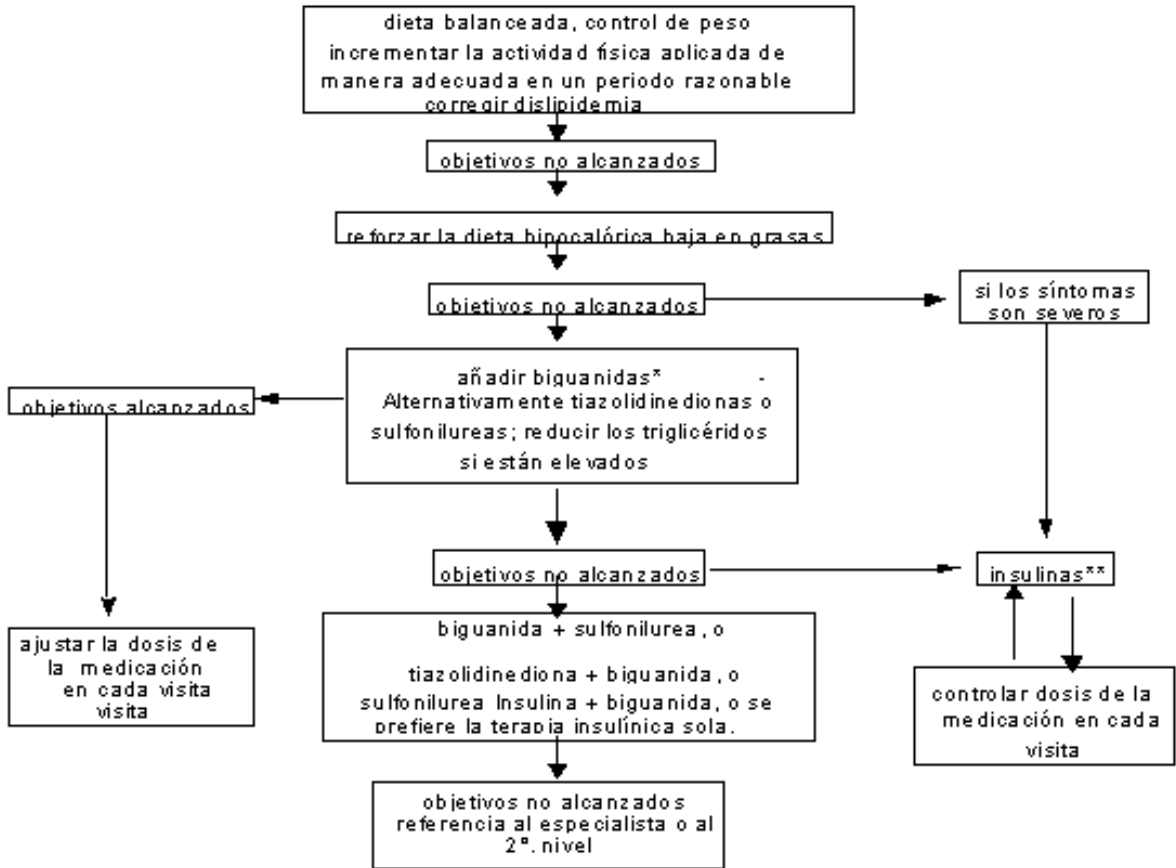 dieta balanceada, control de peso
incrementar la actividad física aplicada de
manera adecuada en un periodo razonable
corregir dislipidemia
objetivos no alcanzados
reforzar la dieta hipocalórica baja en grasas
objetivos no alcanzados
si los síntomas
son severos
añadir biguanidas* -
Alternativamente tiazolidinedionas o
sulfonilureas; reducir los triglicéridos
si están elevados
objetivos alcanzados
objetivos no alcanzados
insulinas**
ajustar la dosis de
la medicación
en cada visita
visita
biguanida + sulfonilurea, o
tiazolidinediona + biguanida, o
sulfonilurea Insulina + biguanida, o se
prefiere la terapia insulínica sola.
controlar dosis de la
medicación en cada
visita
objetivos no alcanzados
referencia al especialista o al
2º. nivel